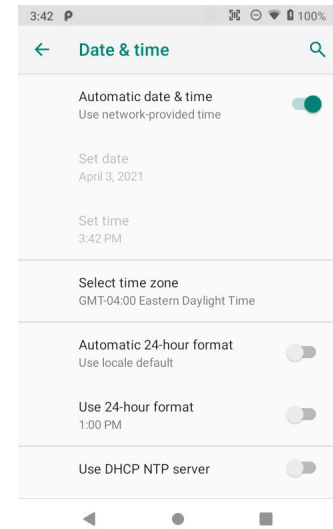 3:42 P 100%
Date & time
Automatic date & time
Use network-provided time
Set date
April 3, 2021
Set time
3:42 PM
Select time zone
GMT-04:00 Eastern Daylight Time
Automatic 24-hour format
Use locale default
Use 24-hour format
1:00 PM
Use DHCP NTP server